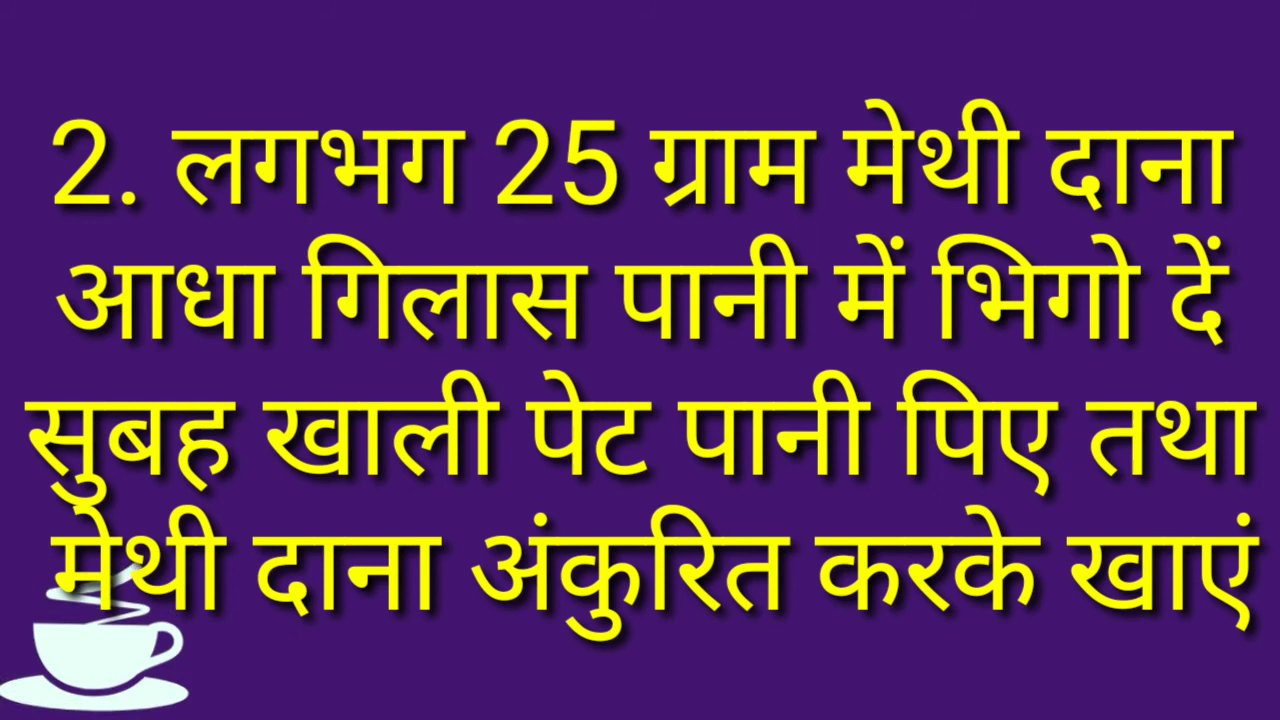 2. लगभग 25 ग्राम मेथी दाना
आधा गिलास पानी में भिगो दें
सुबह खाली पेट पानी पिए तथा
मेथी दाना अंकुरित करके खाएं